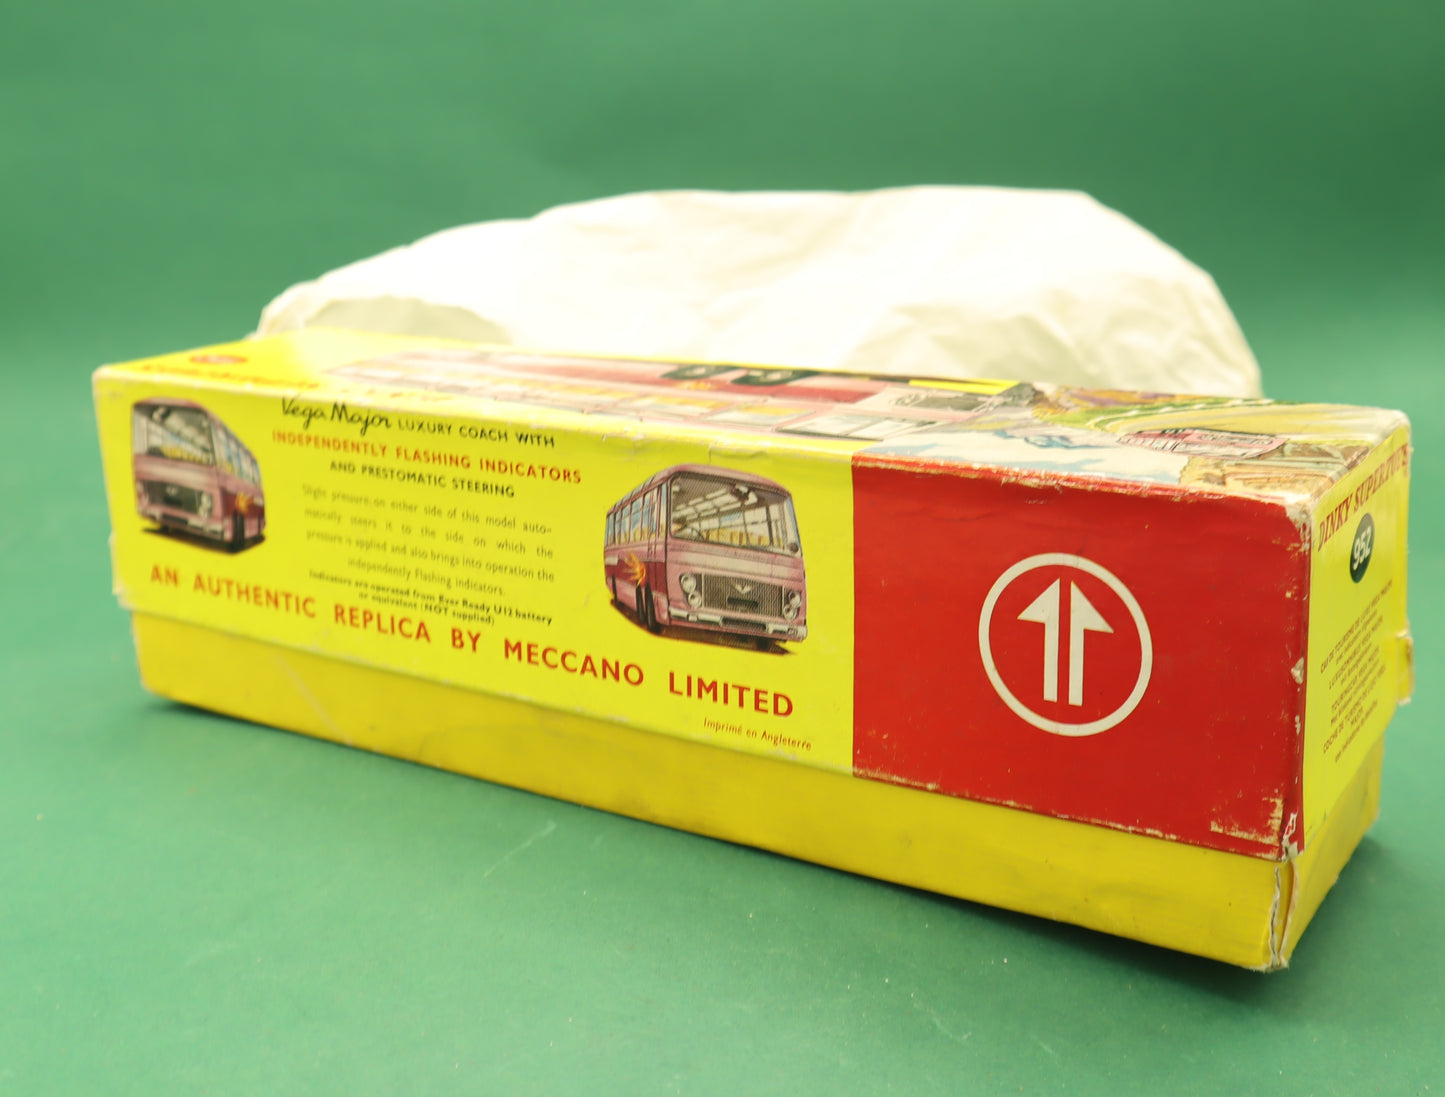 Vega Major LUXURY COACH WITH
INDEPENDENTLY FLASHING INDICATORS
AND PRESTOMATIC STEERING
Slight pressure on either side of this model auto-
matically steers it to the side on which the
pressure is applied and also brings into operation the
independently flashing indicators.
Indicators are operated from Ever Ready U12 battery
or equivalent (NOT supplied)
AN AUTHENTIC REPLICA BY MECCANO LIMITED
Imprimé en Angleterre
DINKY SUPERTOYS
952